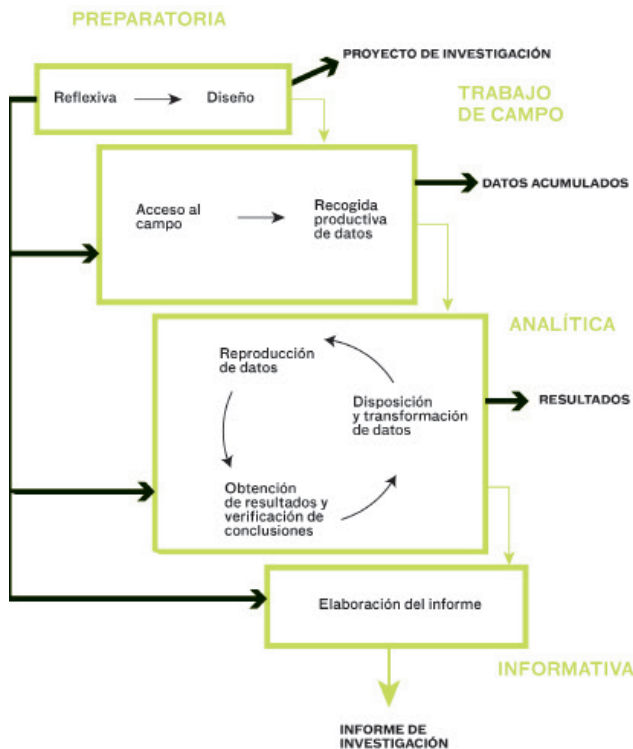 PREPARATORIA
PROYECTO DE INVESTIGACIÓN
Reflexiva
Diseño
TRABAJO
DE CAMPO
DATOS ACUMULADOS
Acceso al
campo
Recogida
productiva
de datos
ANALÍTICA
Reproducción
de datos
Disposición
y transformación
de datos
RESULTADOS
Obtención
de resultados y
verificación de
conclusiones
Elaboración del informe
INFORMATIVA
INFORME DE
INVESTIGACIÓN